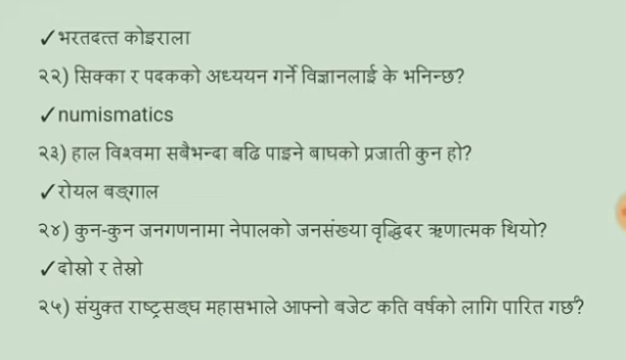 ✓भरतदत्त कोइराला
२२) सिक्का र पदकको अध्ययन गर्ने विज्ञानलाई के भनिन्छ?
✓numismatics
२३) हाल विश्वमा सबैभन्दा बढि पाइने बाघको प्रजाती कुन हो?
✓रोयल बङ्गाल
२४) कुन-कुन जनगणनामा नेपालको जनसंख्या वृद्धिदर ऋणात्मक थियो?
✓दोस्रो र तेस्रो
२५) संयुक्त राष्ट्रसङ्घ महासभाले आफ्नो बजेट कति वर्षको लागि पारित गर्छ?